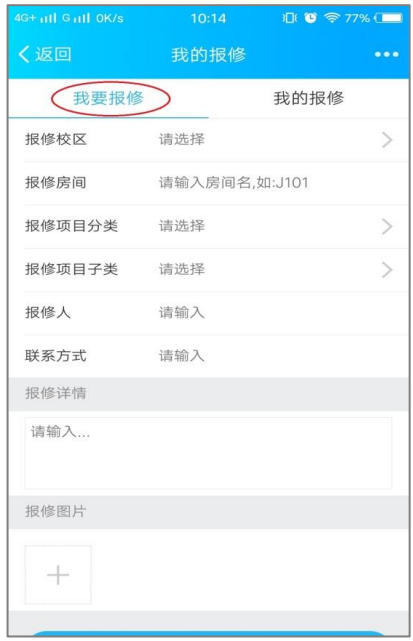 4G+ G 0K/s 10:14 77%
返回 我的报修
我要报修 我的报修
报修校区 请选择
报修房间 请输入房间名,如:J101
报修项目分类 请选择
报修项目子类 请选择
报修人 请输入
联系方式 请输入
报修详情
请输入...
报修图片